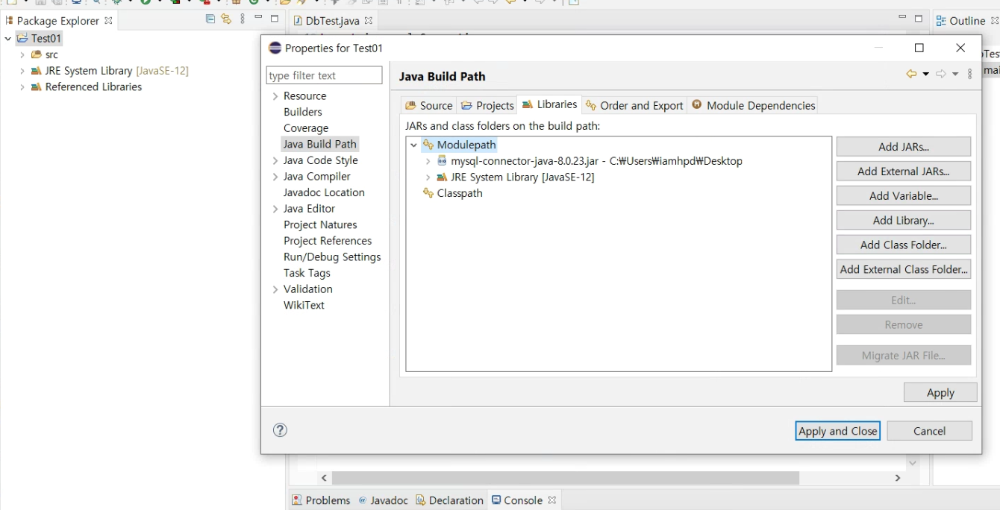 Package Explorer
DbTest.java
Outline
Test01
src
JRE System Library [JavaSE-12]
Referenced Libraries
Properties for Test01
type filter text
Resource
Builders
Coverage
Java Build Path
Java Code Style
Java Compiler
Javadoc Location
Java Editor
Project Natures
Project References
Run/Debug Settings
Task Tags
Validation
WikiText
Java Build Path
Source
Projects
Libraries
Order and Export
Module Dependencies
JARs and class folders on the build path:
Modulepath
mysql-connector-java-8.0.23.jar - C:₩Users₩iamhpd₩Desktop
JRE System Library [JavaSE-12]
Classpath
Add JARs...
Add External JARs...
Add Variable...
Add Library...
Add Class Folder...
Add External Class Folder...
Edit...
Remove
Migrate JAR File...
Apply
Apply and Close
Cancel
Problems
Javadoc
Declaration
Console